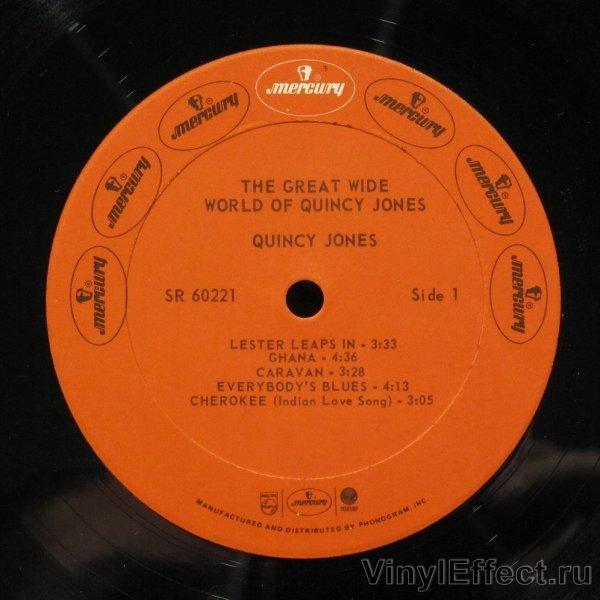 mercury
mercury
mercury
mercury
mercury
mercury
mercury
THE GREAT WIDE
WORLD OF QUINCY JONES
QUINCY JONES
SR 60221
Side 1
LESTER LEAPS IN - 3:33
GHANA - 4:36
CARAVAN - 3:28
EVERYBODY'S BLUES - 4:13
CHEROKEE (Indian Love Song) - 3:05
PHILIPS
mercury
MANUFACTURED AND DISTRIBUTED BY PHONOGRAM, INC.
VinylEffect.ru